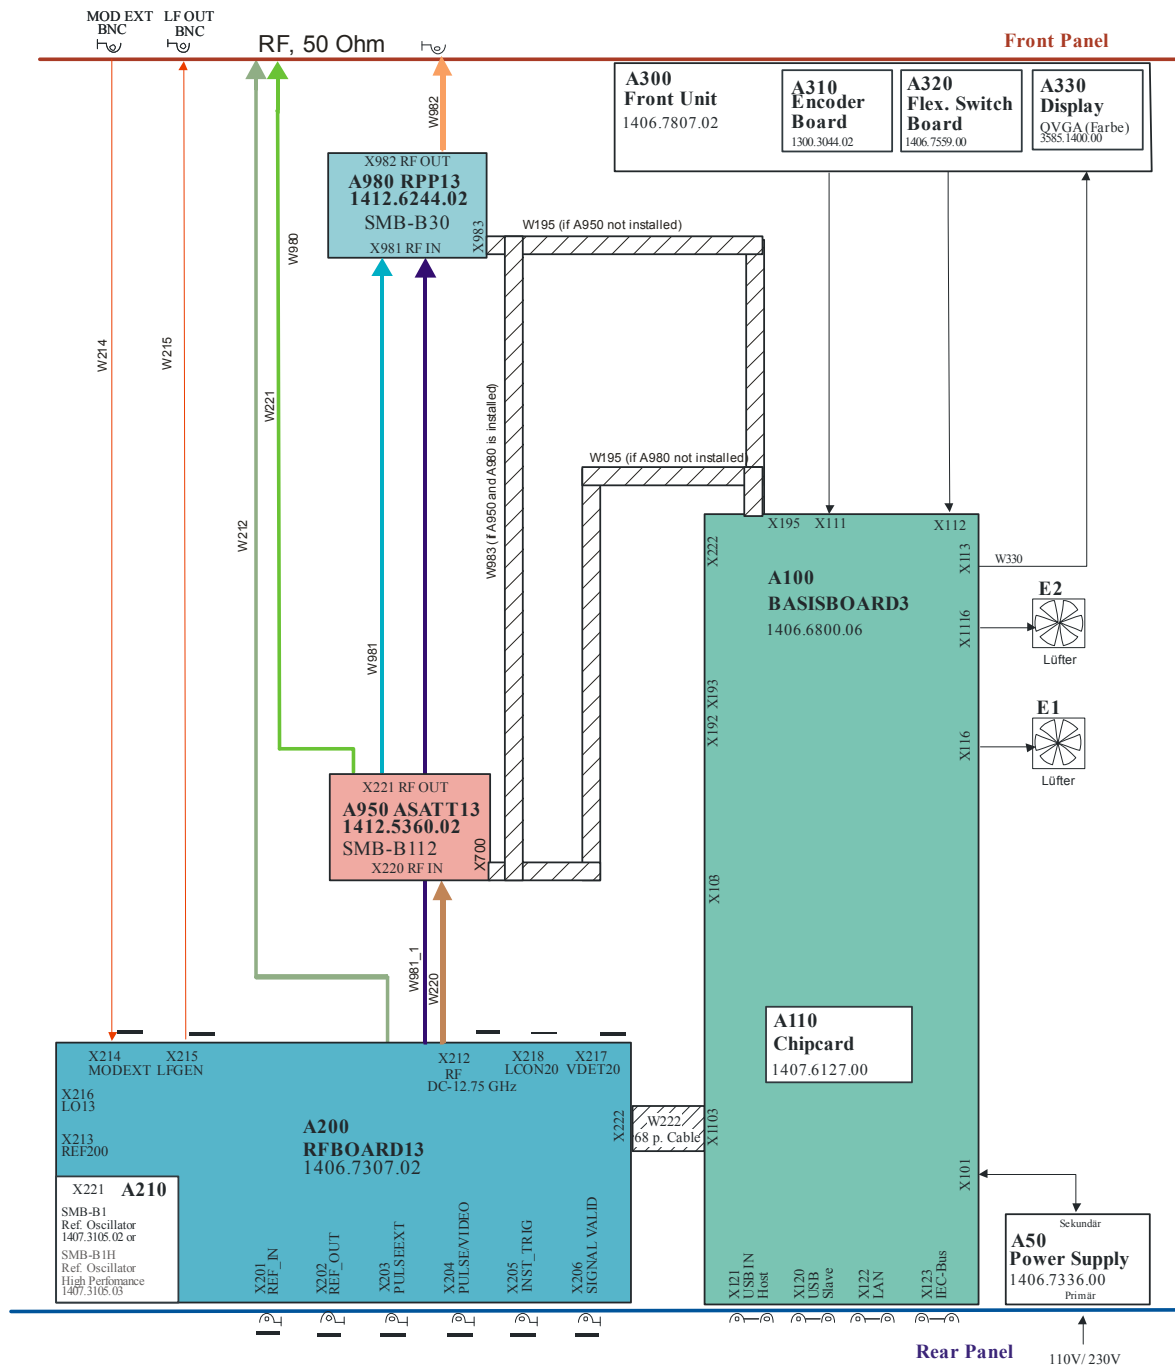 MOD EXT
BNC
LF OUT
BNC
RF, 50 Ohm
Front Panel
A300
Front Unit
1406.7807.02
A310
Encoder
Board
1300.3044.02
A320
Flex. Switch
Board
1406.7559.00
A330
Display
QVGA (Farbe)
3585.1400.00
W982
X982 RF OUT
A980 RPP13
1412.6244.02
SMB-B30
X981 RF IN
X983
W195 (if A950 not installed)
W980
W214
W215
W221
W212
W981
W983 (if A950 and A980 is installed)
W195 (if A980 not installed)
X195
X111
X112
X222
X113
W330
A100
BASISBOARD3
1406.6800.06
E2
X1116
Lüfter
X193
X192
E1
X116
Lüfter
X221 RF OUT
A950 ASATT13
1412.5360.02
SMB-B112
X220 RF IN
X700
X103
W981_1
W220
A110
Chipcard
1407.6127.00
X214
MODEXT
X215
LFGEN
X212
RF
DC-12.75 GHz
X218
LCON20
X217
VDET20
X216
LO13
X213
REF200
A200
RFBOARD13
1406.7307.02
X222
W222
68 p. Cable
X1103
X101
X221
A210
SMB-B1
Ref. Oscillator
1407.3105.02 or
SMB-B1H
Ref. Oscillator
High Perfomance
1407.3105.03
X201
REF_IN
X202
REF_OUT
X203
PULSEEXT
X204
PULSE/VIDEO
X205
INST_TRIG
X206
SIGNAL VALID
X121
USB1N
Host
X120
USB
Slave
X122
LAN
X123
IEC-Bus
Sekundär
A50
Power Supply
1406.7336.00
Primär
Rear Panel
110V/ 230V